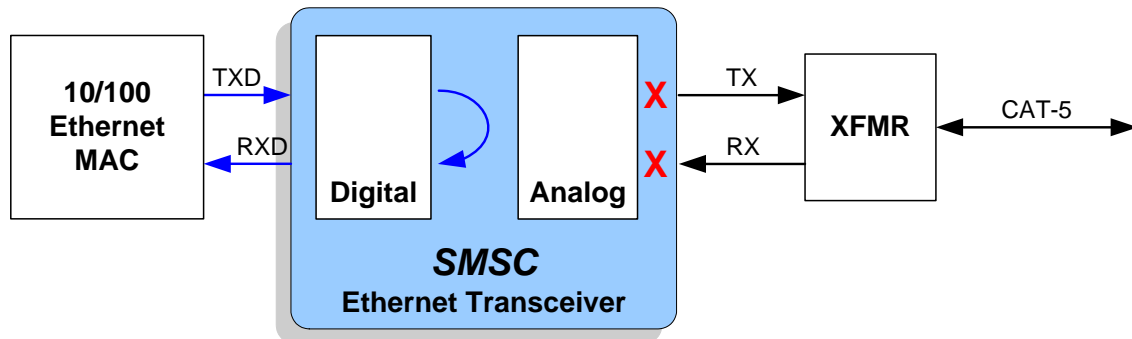 10/100
Ethernet
MAC
TXD
RXD
Digital
Analog
X
X
SMSC
Ethernet Transceiver
TX
RX
XFMR
CAT-5